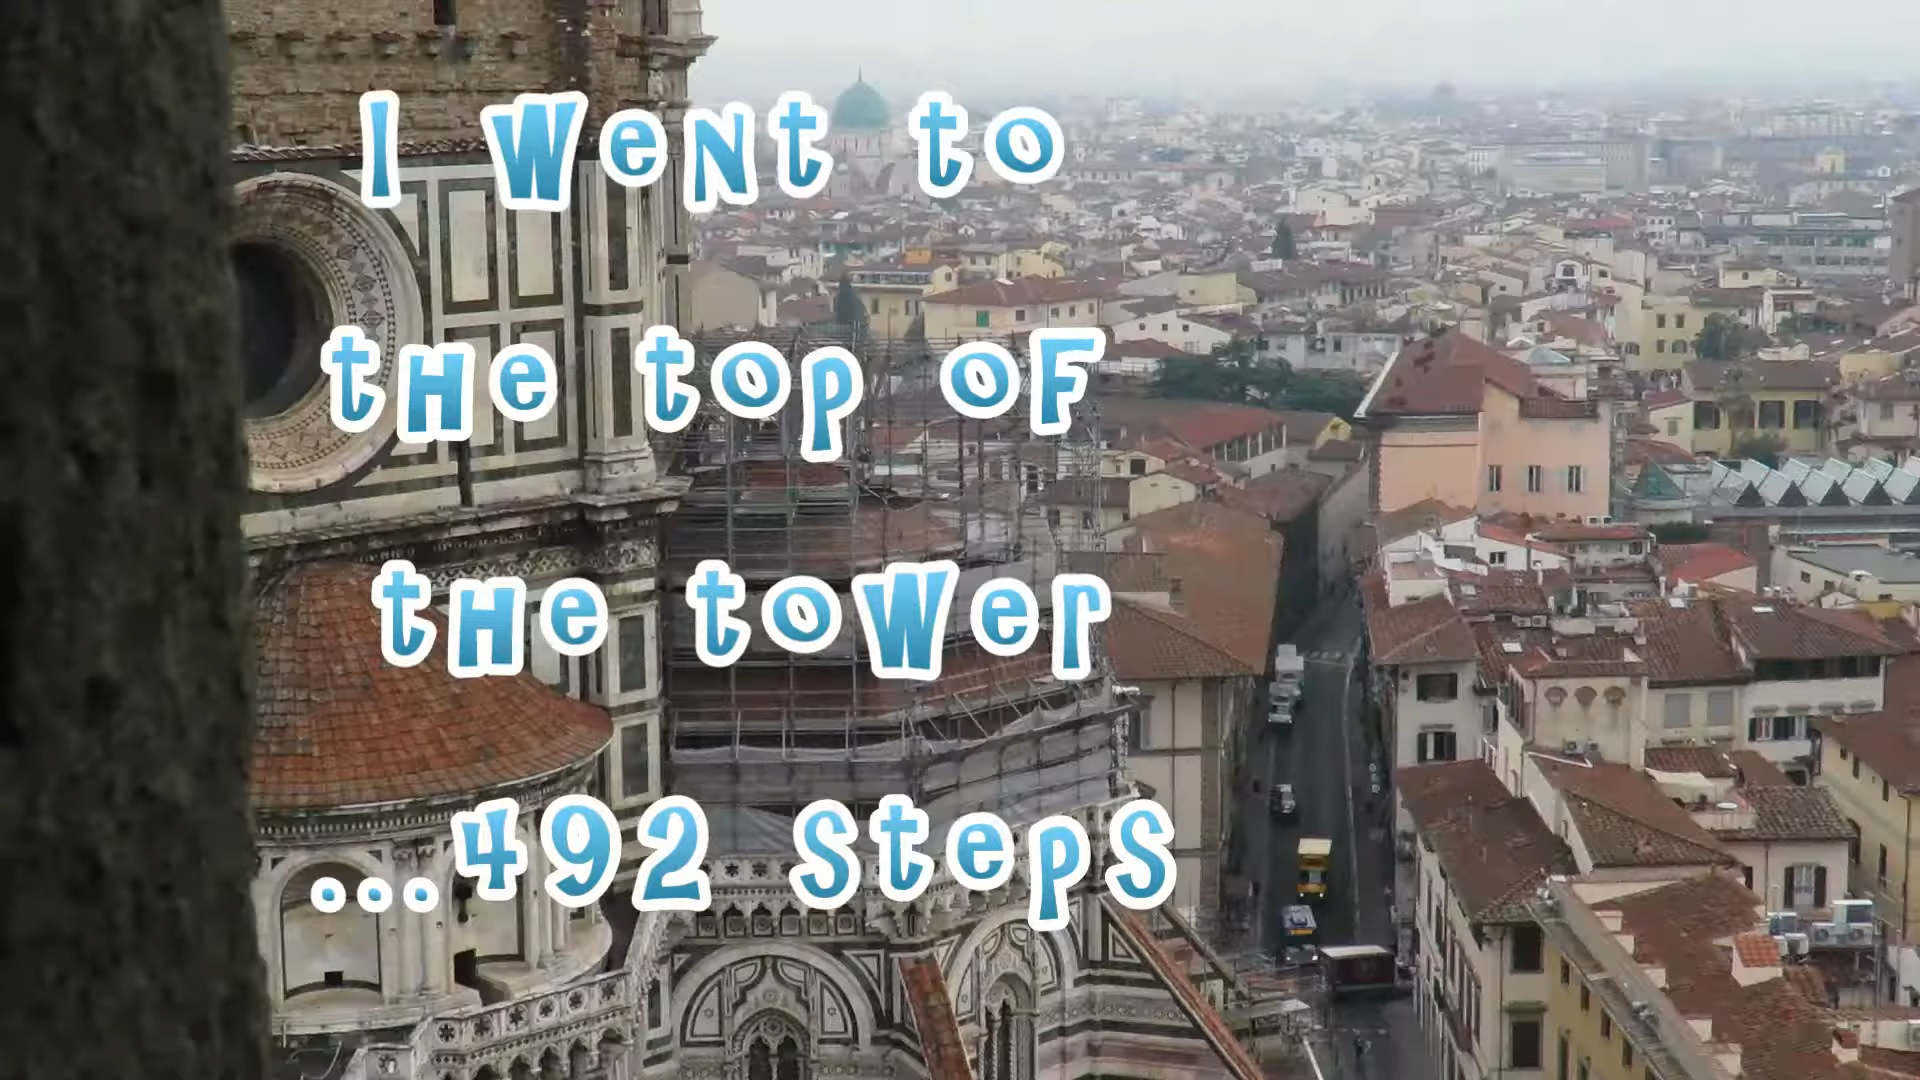 I went to
the top of
the tower
...492 steps